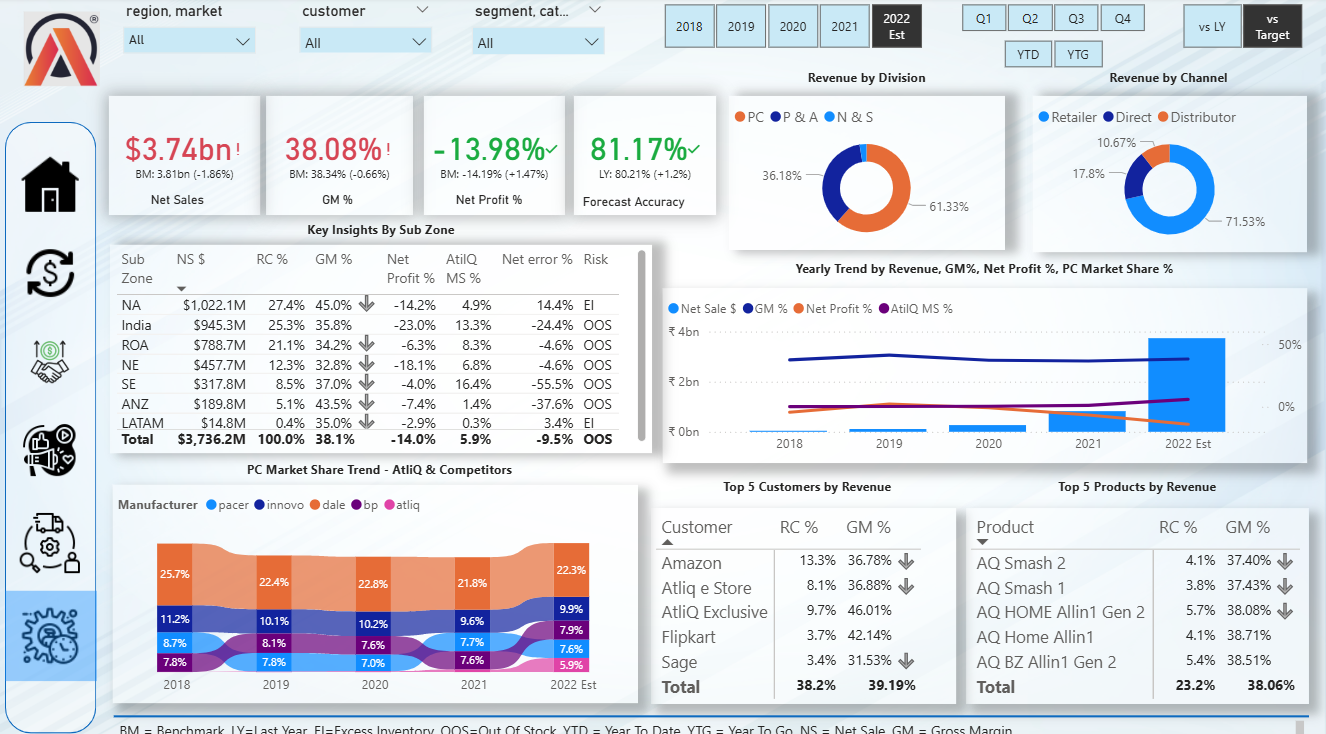 region, market
customer
segment, cat...
All
All
All
2018
2019
2020
2021
2022 Est
Q1
Q2
Q3
Q4
YTD
YTG
vs LY
vs Target
®
$3.74bn!
BM: 3.81bn (-1.86%)
Net Sales
38.08%!
BM: 38.34% (-0.66%)
GM %
-13.98%✓
BM: -14.19% (+1.47%)
Net Profit %
81.17%✓
LY: 80.21% (+1.2%)
Forecast Accuracy
Revenue by Division
PC P & A N & S
36.18%
61.33%
Revenue by Channel
Retailer Direct Distributor
10.67%
17.8%
71.53%
Key Insights By Sub Zone
Sub Zone NS $ RC % GM % Net Profit % AtilQ MS % Net error % Risk
NA $1,022.1M 27.4% 45.0% -14.2% 4.9% 14.4% EI
India $945.3M 25.3% 35.8% -23.0% 13.3% -24.4% OOS
ROA $788.7M 21.1% 34.2% -6.3% 8.3% -4.6% OOS
NE $457.7M 12.3% 32.8% -18.1% 6.8% -4.6% OOS
SE $317.8M 8.5% 37.0% -4.0% 16.4% -55.5% OOS
ANZ $189.8M 5.1% 43.5% -7.4% 1.4% -37.6% OOS
LATAM $14.8M 0.4% 35.0% -2.9% 0.3% 3.4% EI
Total $3,736.2M 100.0% 38.1% -14.0% 5.9% -9.5% OOS
Yearly Trend by Revenue, GM%, Net Profit %, PC Market Share %
Net Sale $ GM % Net Profit % AtilQ MS %
₹ 4bn
₹ 2bn
₹ 0bn
50%
0%
2018 2019 2020 2021 2022 Est
PC Market Share Trend - AtliQ & Competitors
Manufacturer pacer innovo dale bp atliq
25.7% 22.4% 22.8% 21.8% 22.3%
11.2% 10.1% 10.2% 9.6% 9.9%
8.7% 8.1% 7.6% 7.7% 7.9%
7.8% 7.8% 7.0% 7.6% 7.6%
5.9%
2018 2019 2020 2021 2022 Est
Top 5 Customers by Revenue
Customer RC % GM %
Amazon 13.3% 36.78%
Atliq e Store 8.1% 36.88%
AtliQ Exclusive 9.7% 46.01%
Flipkart 3.7% 42.14%
Sage 3.4% 31.53%
Total 38.2% 39.19%
Top 5 Products by Revenue
Product RC % GM %
AQ Smash 2 4.1% 37.40%
AQ Smash 1 3.8% 37.43%
AQ HOME Allin1 Gen 2 5.7% 38.08%
AQ Home Allin1 4.1% 38.71%
AQ BZ Allin1 Gen 2 5.4% 38.51%
Total 23.2% 38.06%
BM = Benchmark, LY=Last Year, EI=Excess Inventory, OOS=Out Of Stock, YTD = Year To Date, YTG = Year To Go, NS = Net Sale, GM = Gross Margin